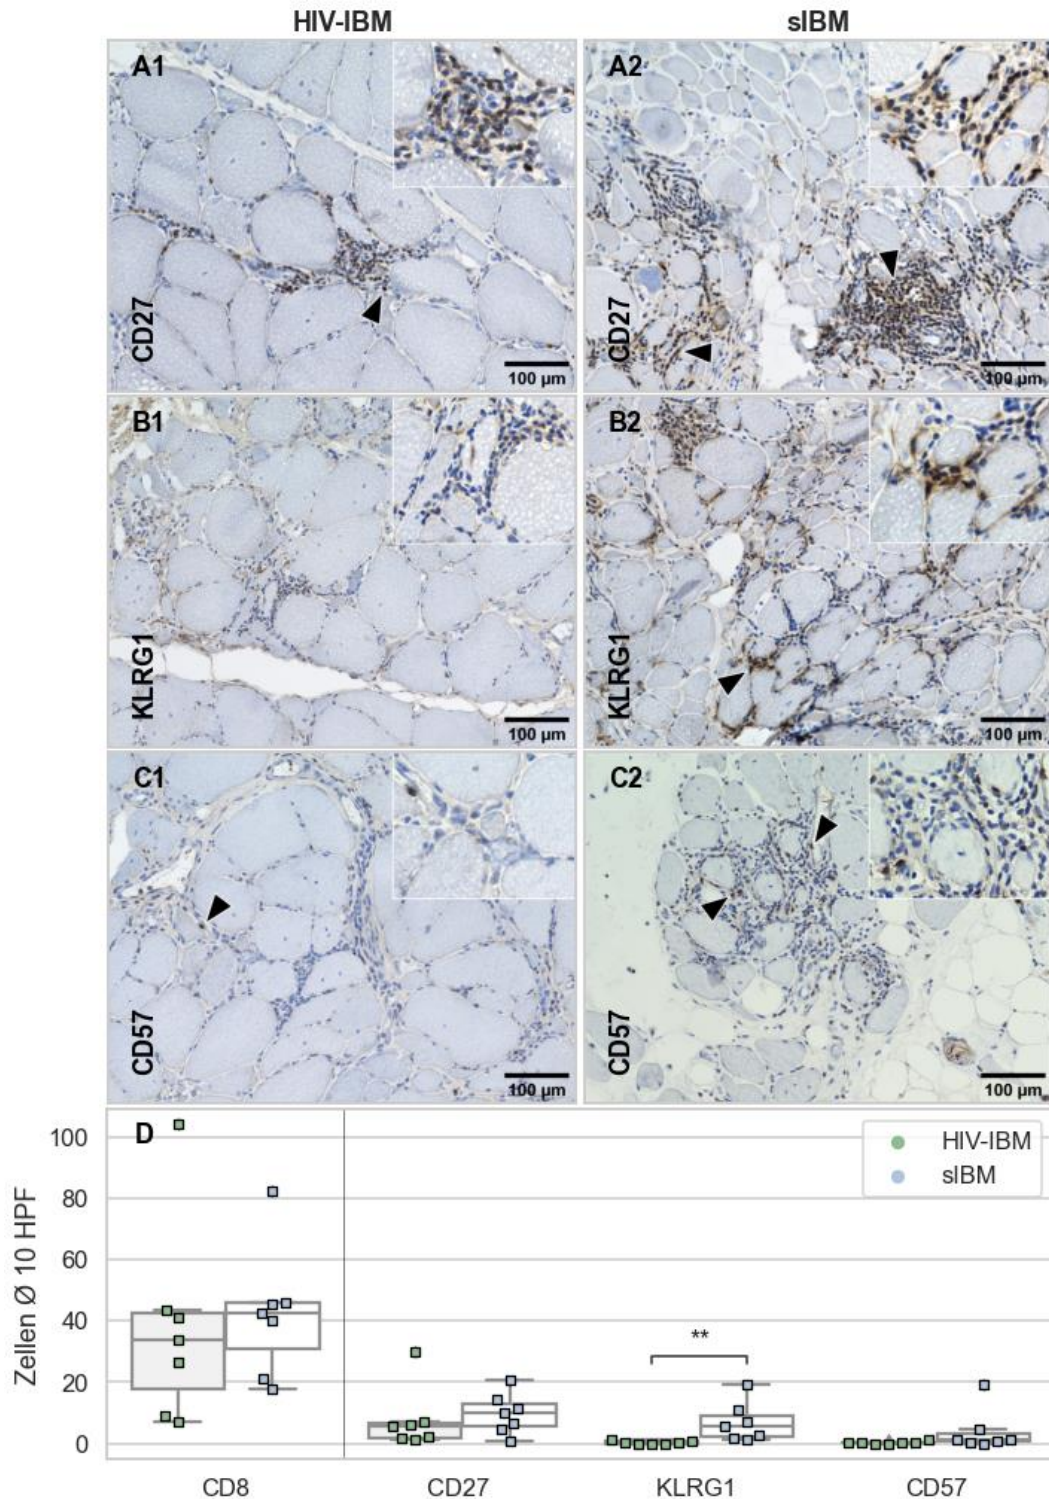 HIV-IBM
sIBM
A1
CD27
100 µm
A2
CD27
100 µm
B1
KLRG1
100 µm
B2
KLRG1
100 µm
C1
CD57
100 µm
C2
CD57
100 µm
D
HIV-IBM
sIBM
Zellen Ø 10 HPF
100
80
60
40
20
0
**
CD8
CD27
KLRG1
CD57